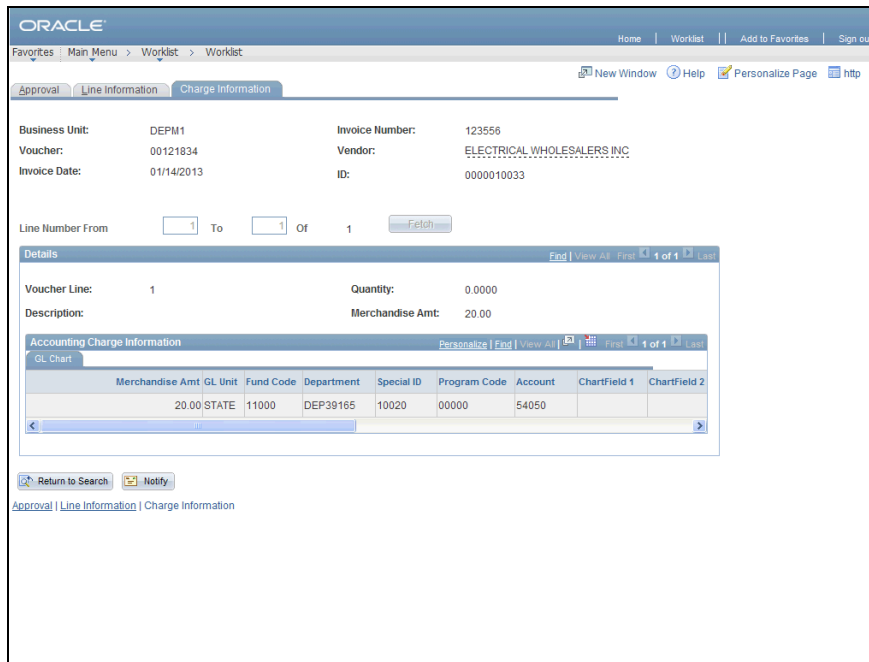 ORACLE
Home | Worklist || Add to Favorites | Sign ou
Favorites Main Menu > Worklist > Worklist
New Window Help Personalize Page http
Approval Line Information Charge Information
Business Unit: DEPM1 Invoice Number: 123556
Voucher: 00121834 Vendor: ELECTRICAL WHOLESALERS INC
Invoice Date: 01/14/2013 ID: 0000010033
Line Number From 1 To 1 Of 1 Fetch
Details Find | View All First 1 of 1 Last
Voucher Line: 1 Quantity: 0.0000
Description: Merchandise Amt: 20.00
Accounting Charge Information Personalize | Find | View All | | First 1 of 1 Last
GL Chart
Merchandise Amt GL Unit Fund Code Department Special ID Program Code Account ChartField 1 ChartField 2
20.00 STATE 11000 DEP39165 10020 00000 54050
Return to Search Notify
Approval | Line Information | Charge Information